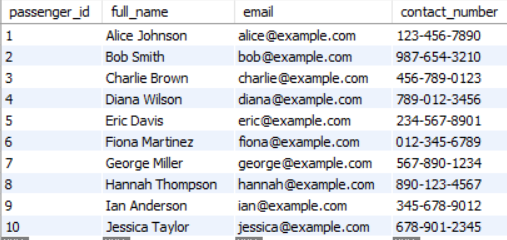 passenger_id full_name email contact_number
1 Alice Johnson alice@example.com 123-456-7890
2 Bob Smith bob@example.com 987-654-3210
3 Charlie Brown charlie@example.com 456-789-0123
4 Diana Wilson diana@example.com 789-012-3456
5 Eric Davis eric@example.com 234-567-8901
6 Fiona Martinez fiona@example.com 012-345-6789
7 George Miller george@example.com 567-890-1234
8 Hannah Thompson hannah@example.com 890-123-4567
9 Ian Anderson ian@example.com 345-678-9012
10 Jessica Taylor jessica@example.com 678-901-2345